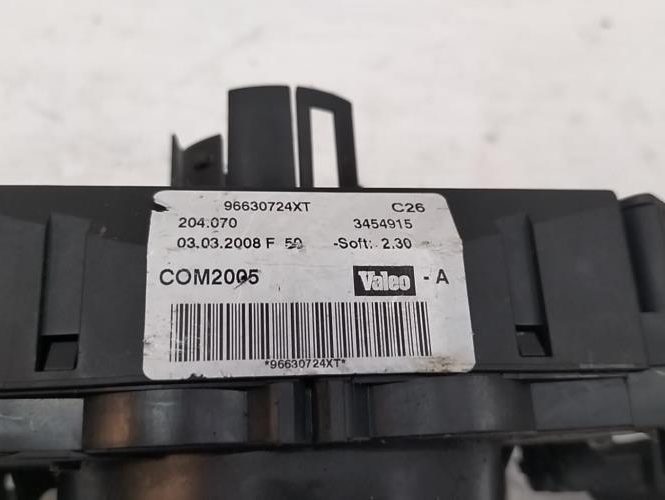 96630724XT C26
204.070 3454915
03.03.2008 F 50 -Soft: 2.30
COM2005 Valeo - A
*96630724XT*